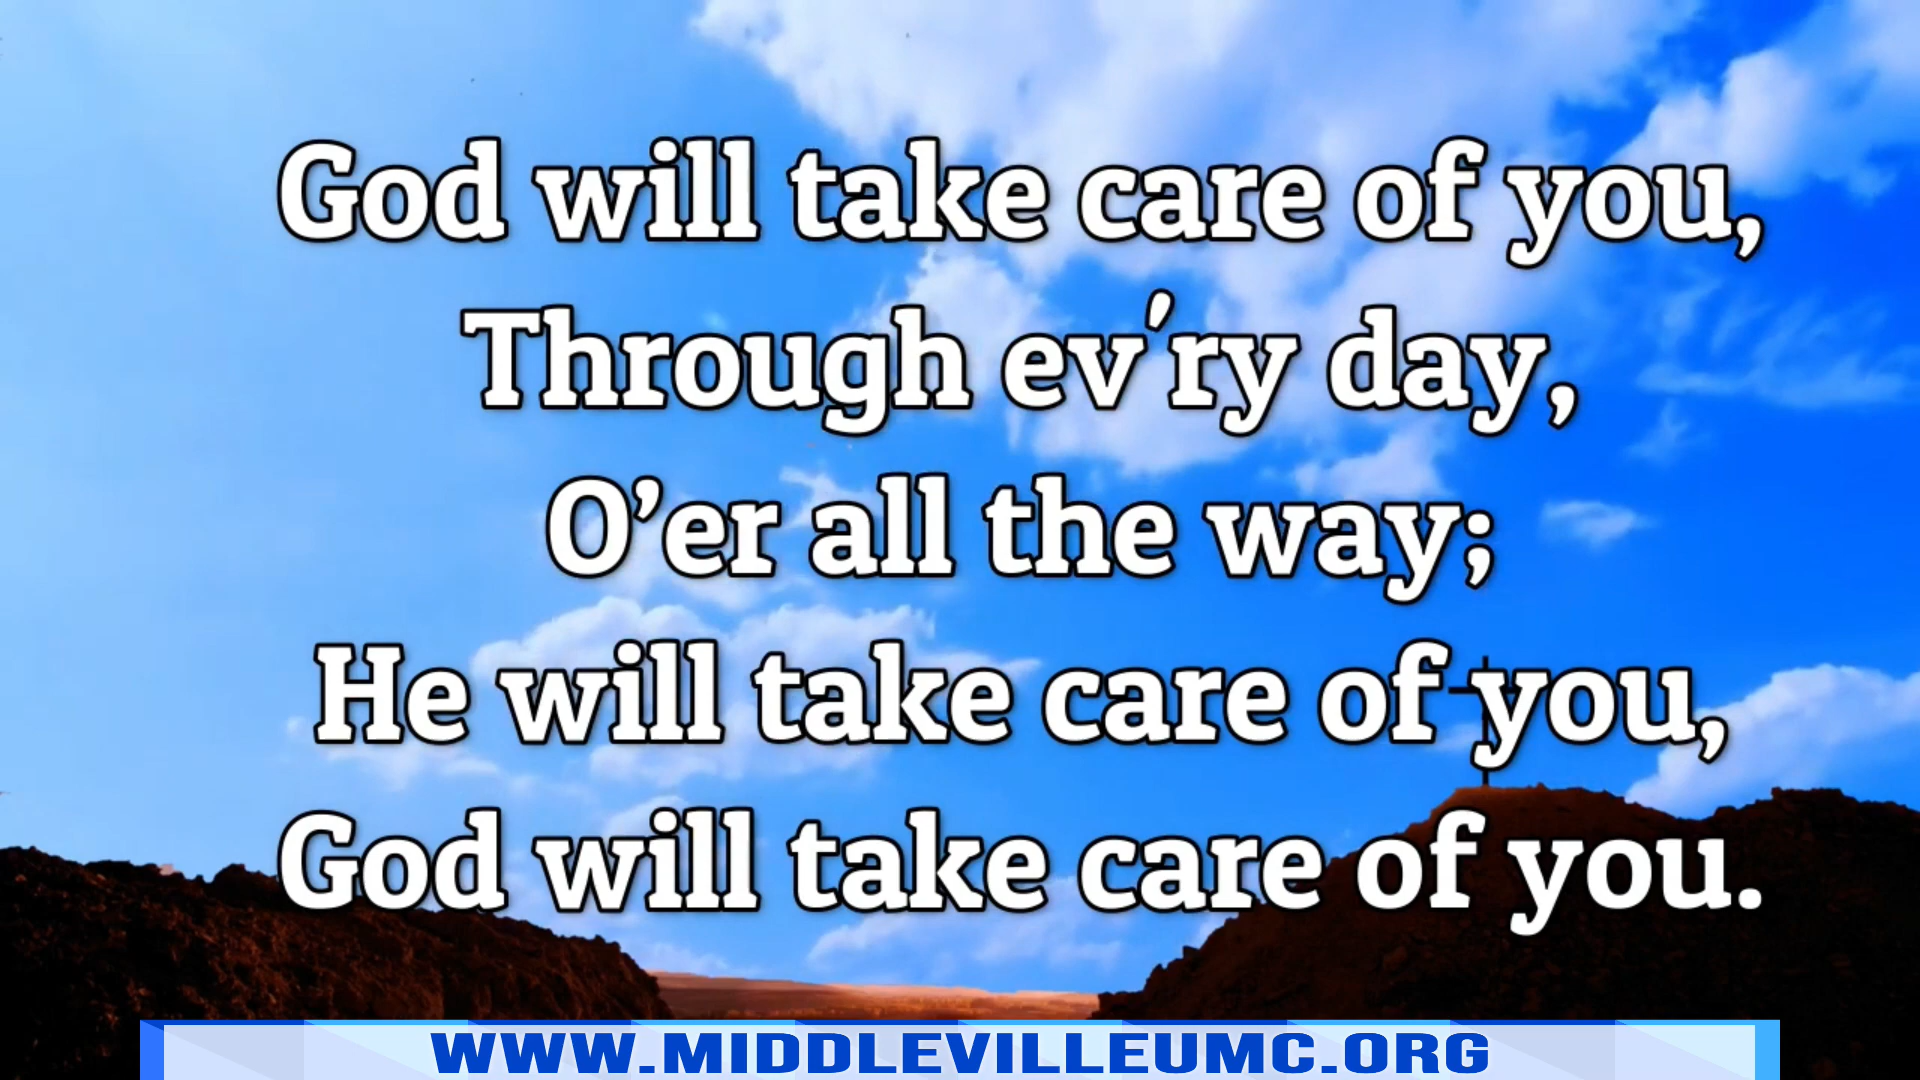 God will take care of you,
Through ev'ry day,
O’er all the way;
He will take care of you,
God will take care of you.
WWW.MIDDLEVILLEUMC.ORG